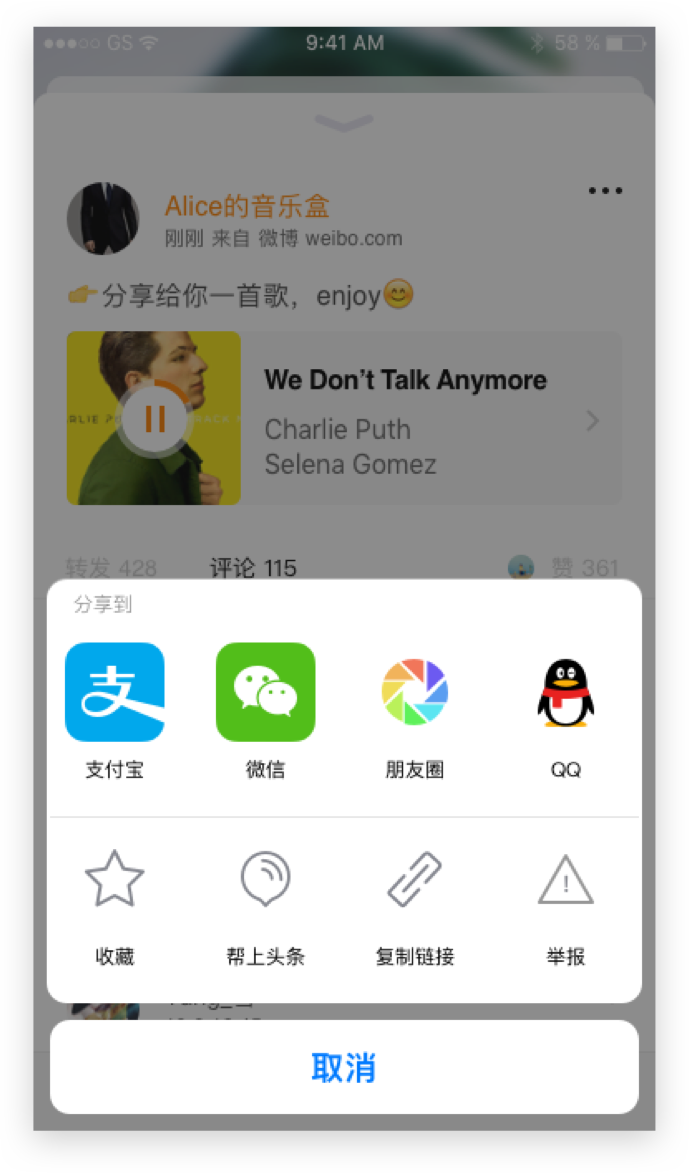 GS 9:41 AM 58 %
Alice的音乐盒
刚刚 来自 微博 weibo.com
👉分享给你一首歌，enjoy😊
We Don't Talk Anymore
Charlie Puth
Selena Gomez
转发 428 评论 115 赞 361
分享到
支付宝 微信 朋友圈 QQ
收藏 帮上头条 复制链接 举报
取消